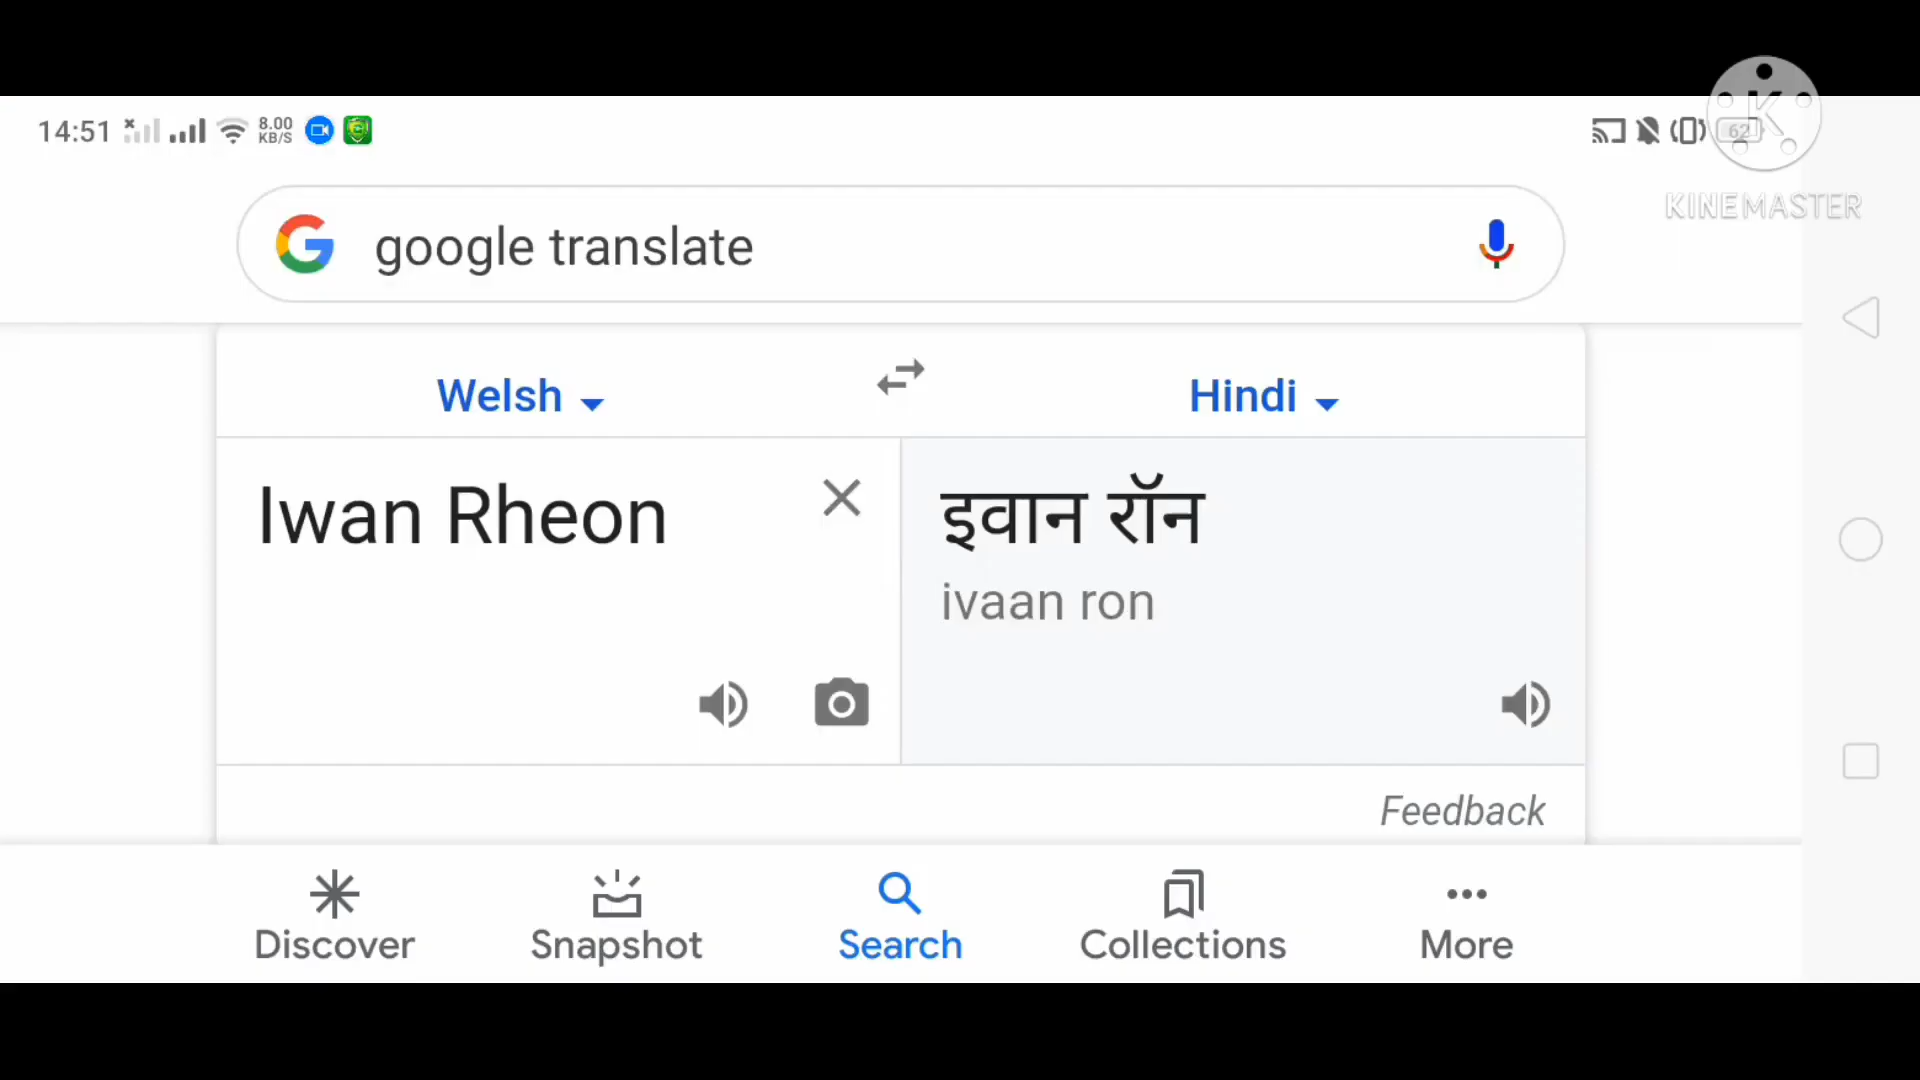 14:51 8.00 KB/S 62
KINEMASTER
google translate
Welsh Hindi
Iwan Rheon
इवान रॉन
ivaan ron
Feedback
Discover Snapshot Search Collections More